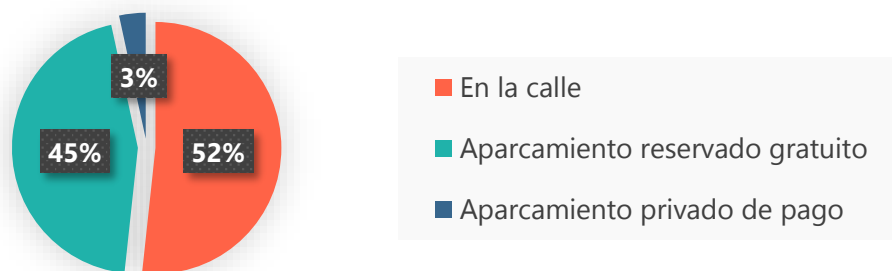 3%
45%
52%
En la calle
Aparcamiento reservado gratuito
Aparcamiento privado de pago